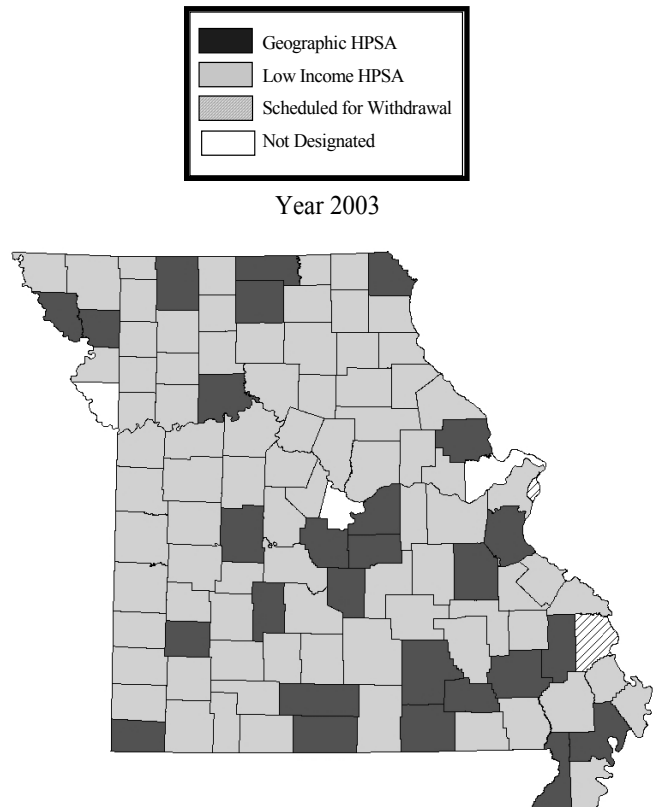 Geographic HPSA
Low Income HPSA
Scheduled for Withdrawal
Not Designated
Year 2003